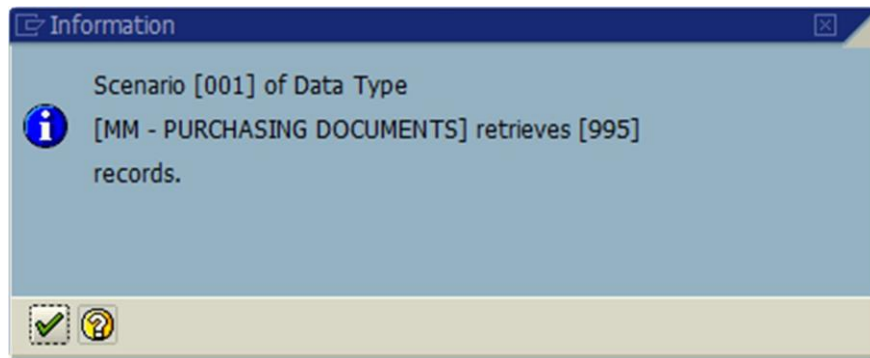 Information
Scenario [001] of Data Type
[MM - PURCHASING DOCUMENTS] retrieves [995]
records.